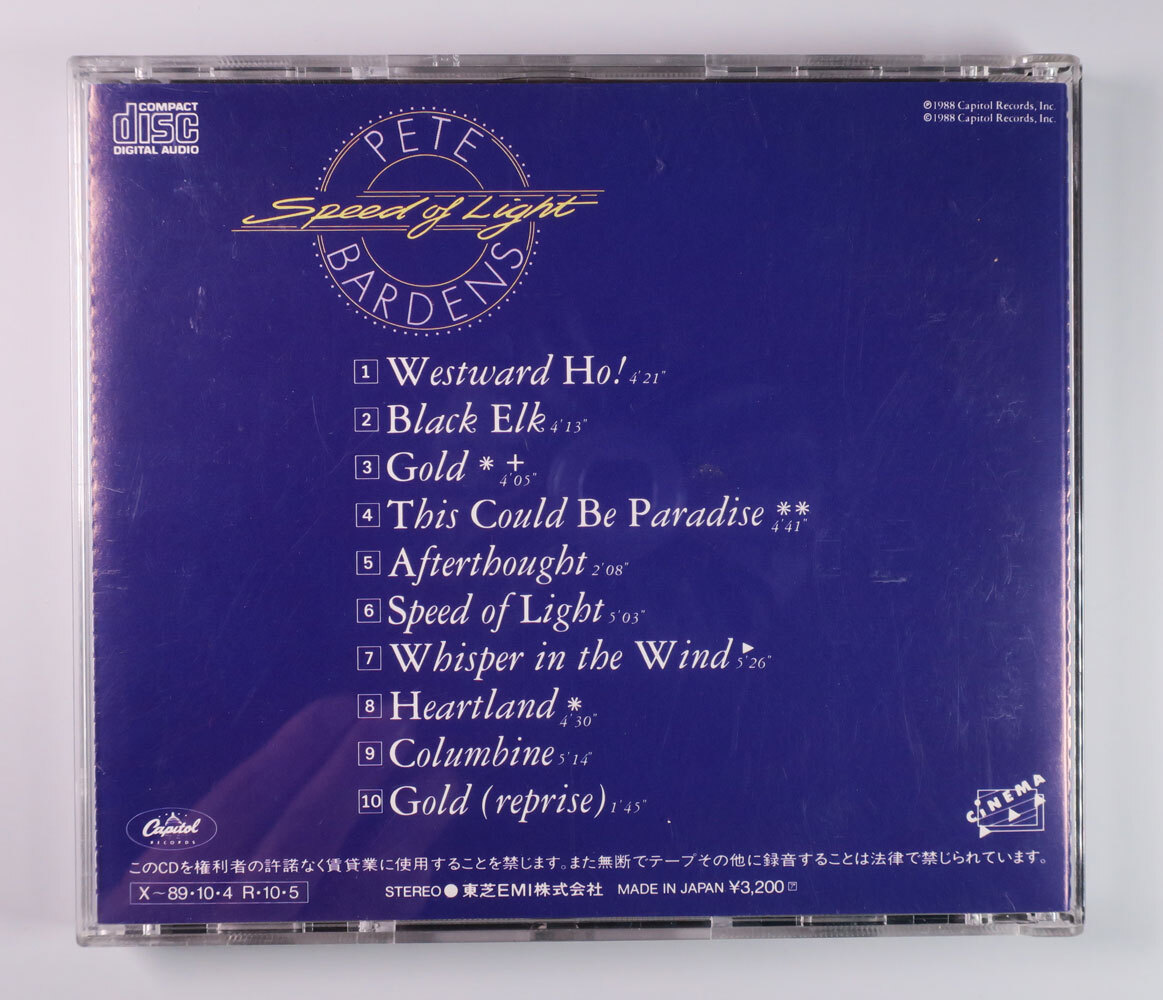 COMPACT
disc
DIGITAL AUDIO
℗1988 Capitol Records, Inc.
©1988 Capitol Records, Inc.
PETE
Speed of Light
BARDENS
1 Westward Ho! 4'21"
2 Black Elk 4'13"
3 Gold * + 4'05"
4 This Could Be Paradise ** 4'41"
5 Afterthought 2'08"
6 Speed of Light 5'03"
7 Whisper in the Wind ▶ 5'26"
8 Heartland * 4'30"
9 Columbine 5'14"
10 Gold (reprise) 1'45"
Capitol
RECORDS
CINEMA
このCDを権利者の許諾なく賃貸業に使用することを禁じます。また無断でテープその他に録音することは法律で禁じられています。
X～89・10・4 R・10・5
STEREO ● 東芝EMI株式会社 MADE IN JAPAN ¥3,200